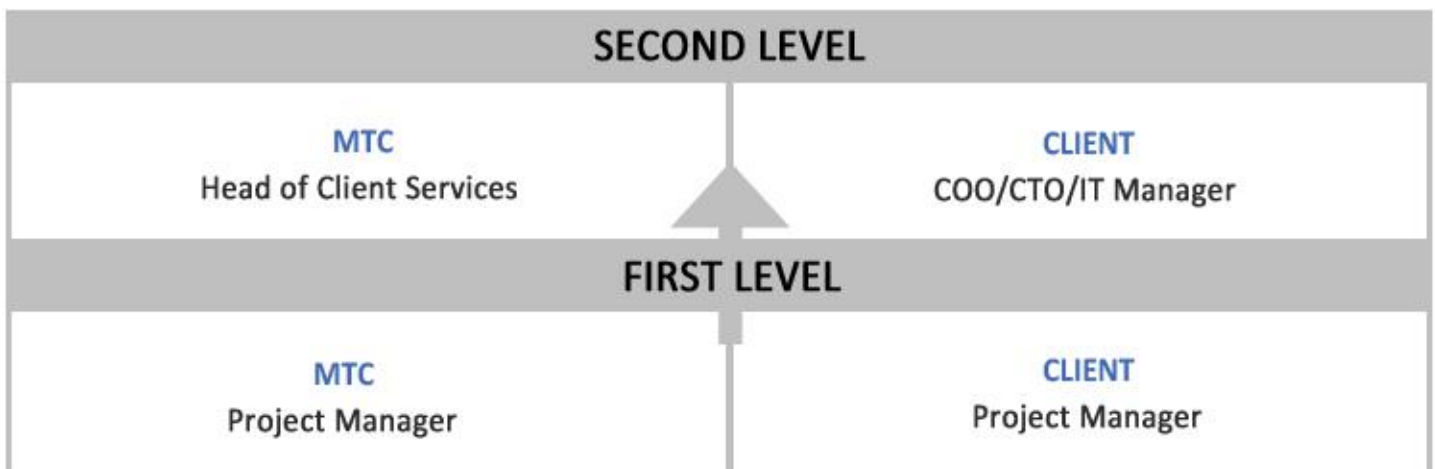 SECOND LEVEL
MTC
Head of Client Services
CLIENT
COO/CTO/IT Manager
FIRST LEVEL
MTC
Project Manager
CLIENT
Project Manager